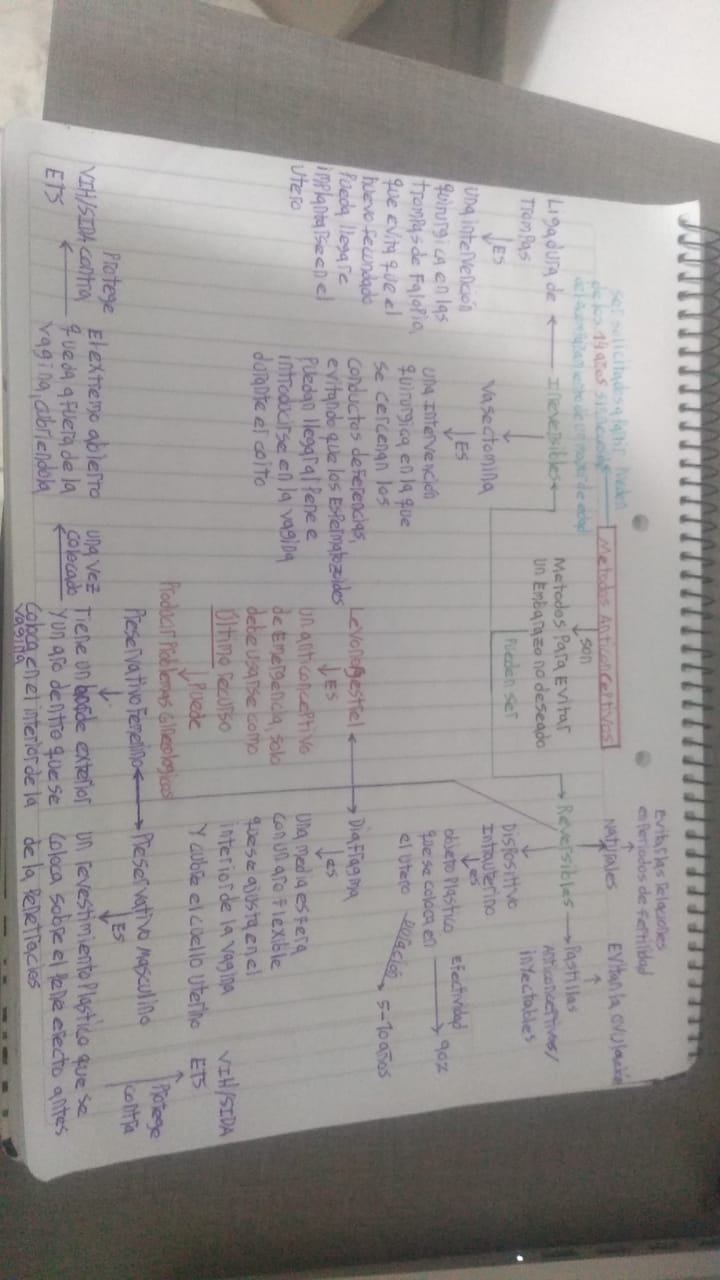 Evitar las relaciones
en periodos de fertilidad
Naturales
Evitan la ovulación
ser solicitados a partir Pueden
de los 14 años sin necesidad
del acompañamiento de un mayor de edad
Metodos Anticonceptivos
son
Metodos Para Evitar
un Embarazo no deseado
Pueden ser
Reversibles
Pastillas
Anticonceptivos/
inyectables
Irreversibles
Ligadura de
Trompas
ES
una intervención
quirurgica en las
trompas de Falopio,
que evita que el
huevo fecundado
Pueda llegar e
implantarse en el
Utero
Vasectomina
ES
una intervención
quirurgica en la que
se cercenan los
conductos deferencias,
evitando que los Espermatozoides
Puedan llegar al Pene e
introducirse en la vagina
durante el coito
Dispositivo
Intrauterino
es
objeto Plastico
que se coloca en
el Utero
Efectividad
90%
Duración
5-10 años
Levonorgestrel
ES
un anticonceptivo
de Emergencia, solo
debe usarse como
Último recurso
Puede
Producir Problemas Ginecologicos
Diafragma
es
una media esfera
con un aro flexible
que se ajusta en el
interior de la vagina
Y cubre el cuello Uterino
Preservativo Femenino
Tiene un borde exterior
Y un aro dentro que se
coloca en el interior de la
vagina
una vez
colocado
El extremo abierto
queda afuera de la
vagina, cubriendola
Protege
contra
VIH/SIDA
ETS
Preservativo Masculino
ES
un revestimiento Plastico que se
coloca sobre el Pene erecto antes
de la Penetracios
Protege
contra
VIH/SIDA
ETS